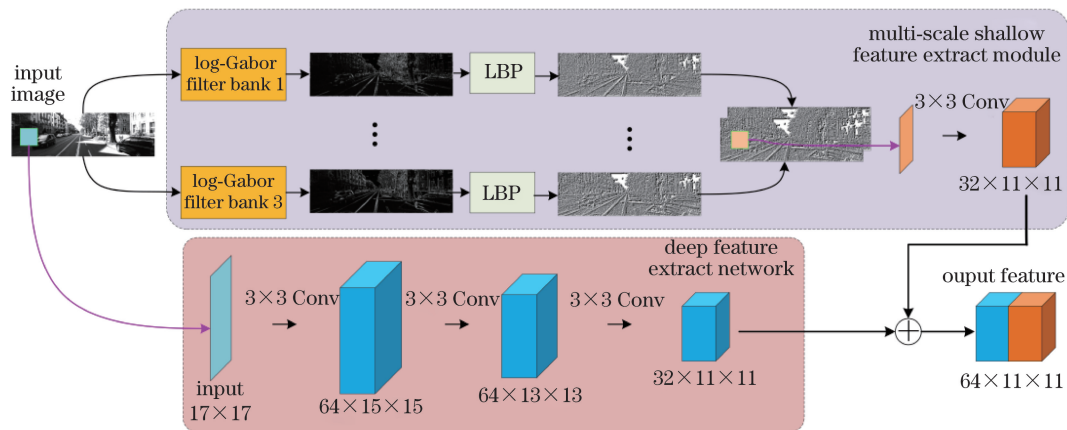 input
image
log-Gabor
filter bank 1
LBP
multi-scale shallow
feature extract module
3×3 Conv
32×11×11
log-Gabor
filter bank 3
LBP
deep feature
extract network
3×3 Conv
3×3 Conv
3×3 Conv
input
17×17
64×15×15
64×13×13
32×11×11
ouput feature
64×11×11